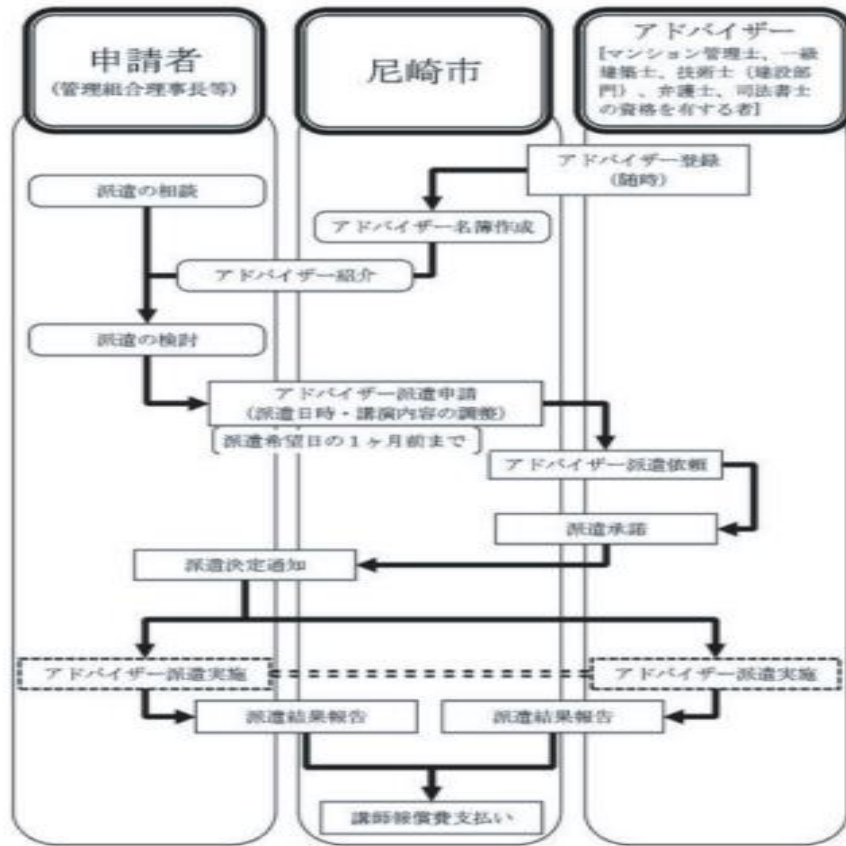 申請者
(管理組合理事長等)
尼崎市
アドバイザー
[マンション管理士、一級
建築士、技術士（建設部
門）、弁護士、司法書士
の資格を有する者]
アドバイザー登録
(随時)
派遣の相談
アドバイザー名簿作成
アドバイザー紹介
派遣の検討
アドバイザー派遣申請
(派遣日時・講演内容の調整)
派遣希望日の１ヶ月前まで
アドバイザー派遣依頼
派遣承諾
派遣決定通知
アドバイザー派遣実施
アドバイザー派遣実施
派遣結果報告
派遣結果報告
講師報償費支払い